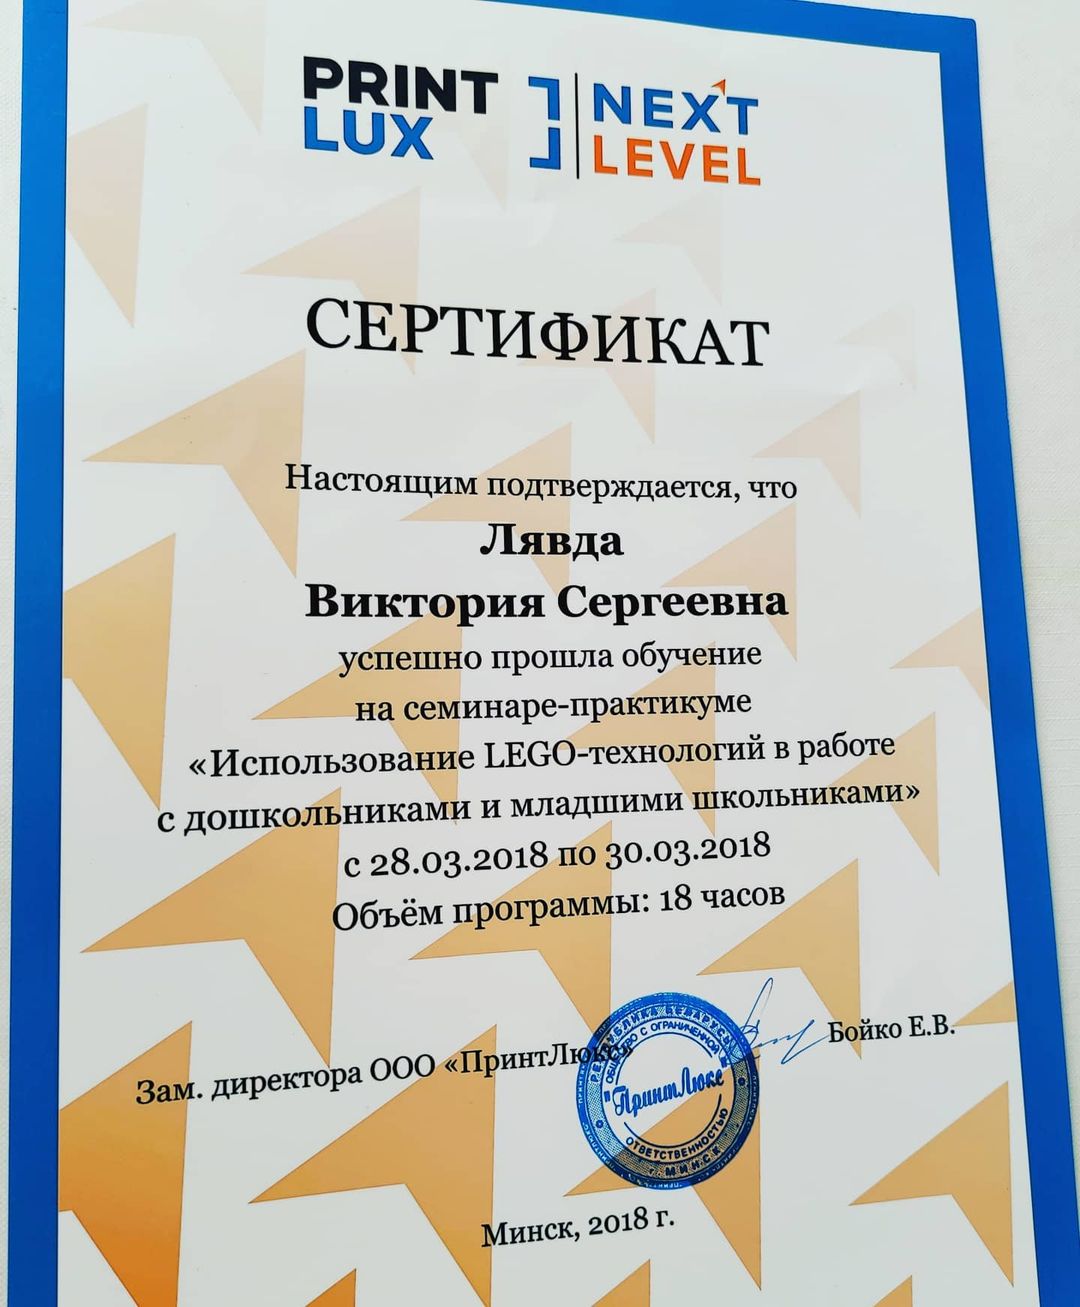 PRINT
LUX
NEXT
LEVEL
СЕРТИФИКАТ
Настоящим подтверждается, что
Лявда
Виктория Сергеевна
успешно прошла обучение
на семинаре-практикуме
«Использование LEGO-технологий в работе
с дошкольниками и младшими школьниками»
с 28.03.2018 по 30.03.2018
Объём программы: 18 часов
Зам. директора ООО «ПринтЛюкс»
Бойко Е.В.
РЕСПУБЛИКА БЕЛАРУСЬ
ОБЩЕСТВО С ОГРАНИЧЕННОЙ
"ПринтЛюкс"
ОТВЕТСТВЕННОСТЬЮ
г. МИНСК
Минск, 2018 г.